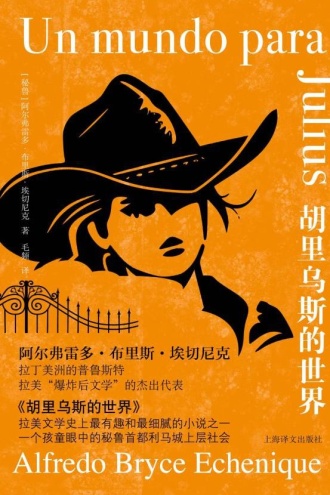 Un mundo para
Julius
胡里乌斯的世界
[秘鲁]阿尔弗雷多·布里斯·埃切尼克 著
毛频 译
阿尔弗雷多·布里斯·埃切尼克
拉丁美洲的普鲁斯特
拉美“爆炸后文学”的杰出代表
《胡里乌斯的世界》
拉美文学史上最有趣和最细腻的小说之一
一个孩童眼中的秘鲁首都利马城上层社会
上海译文出版社
Alfredo Bryce Echenique